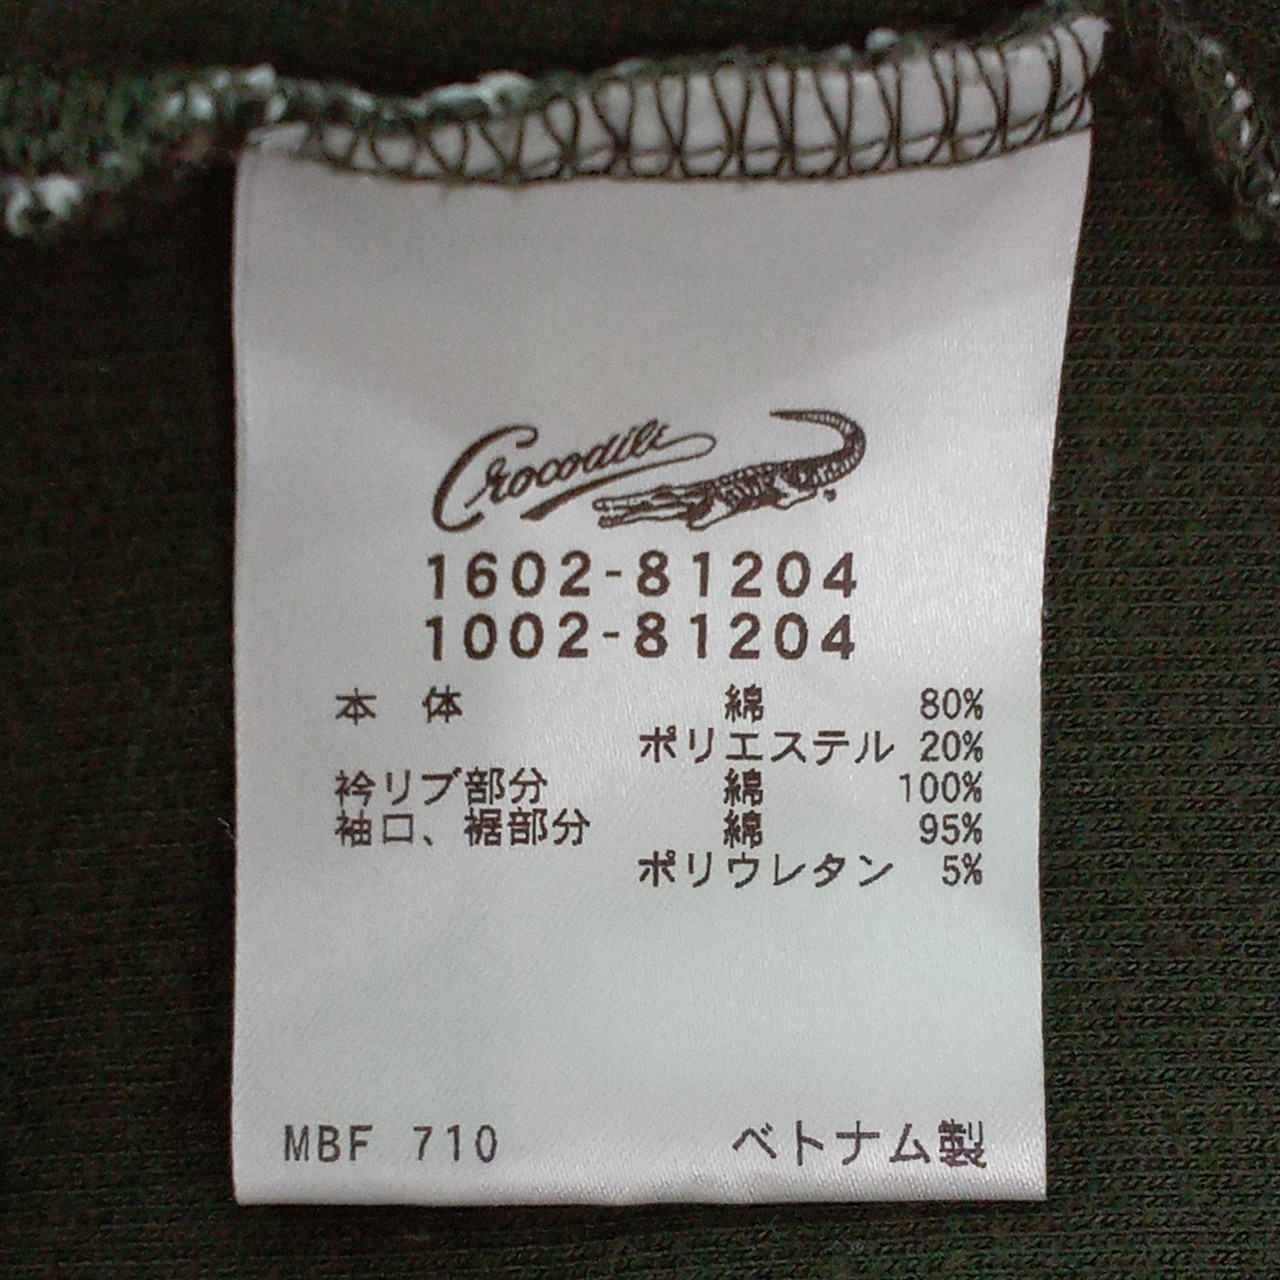 Crocodile
1602-81204
1002-81204
本 体 綿 80%
ポリエステル 20%
衿リブ部分 綿 100%
袖口、裾部分 綿 95%
ポリウレタン 5%
MBF 710 ベトナム製